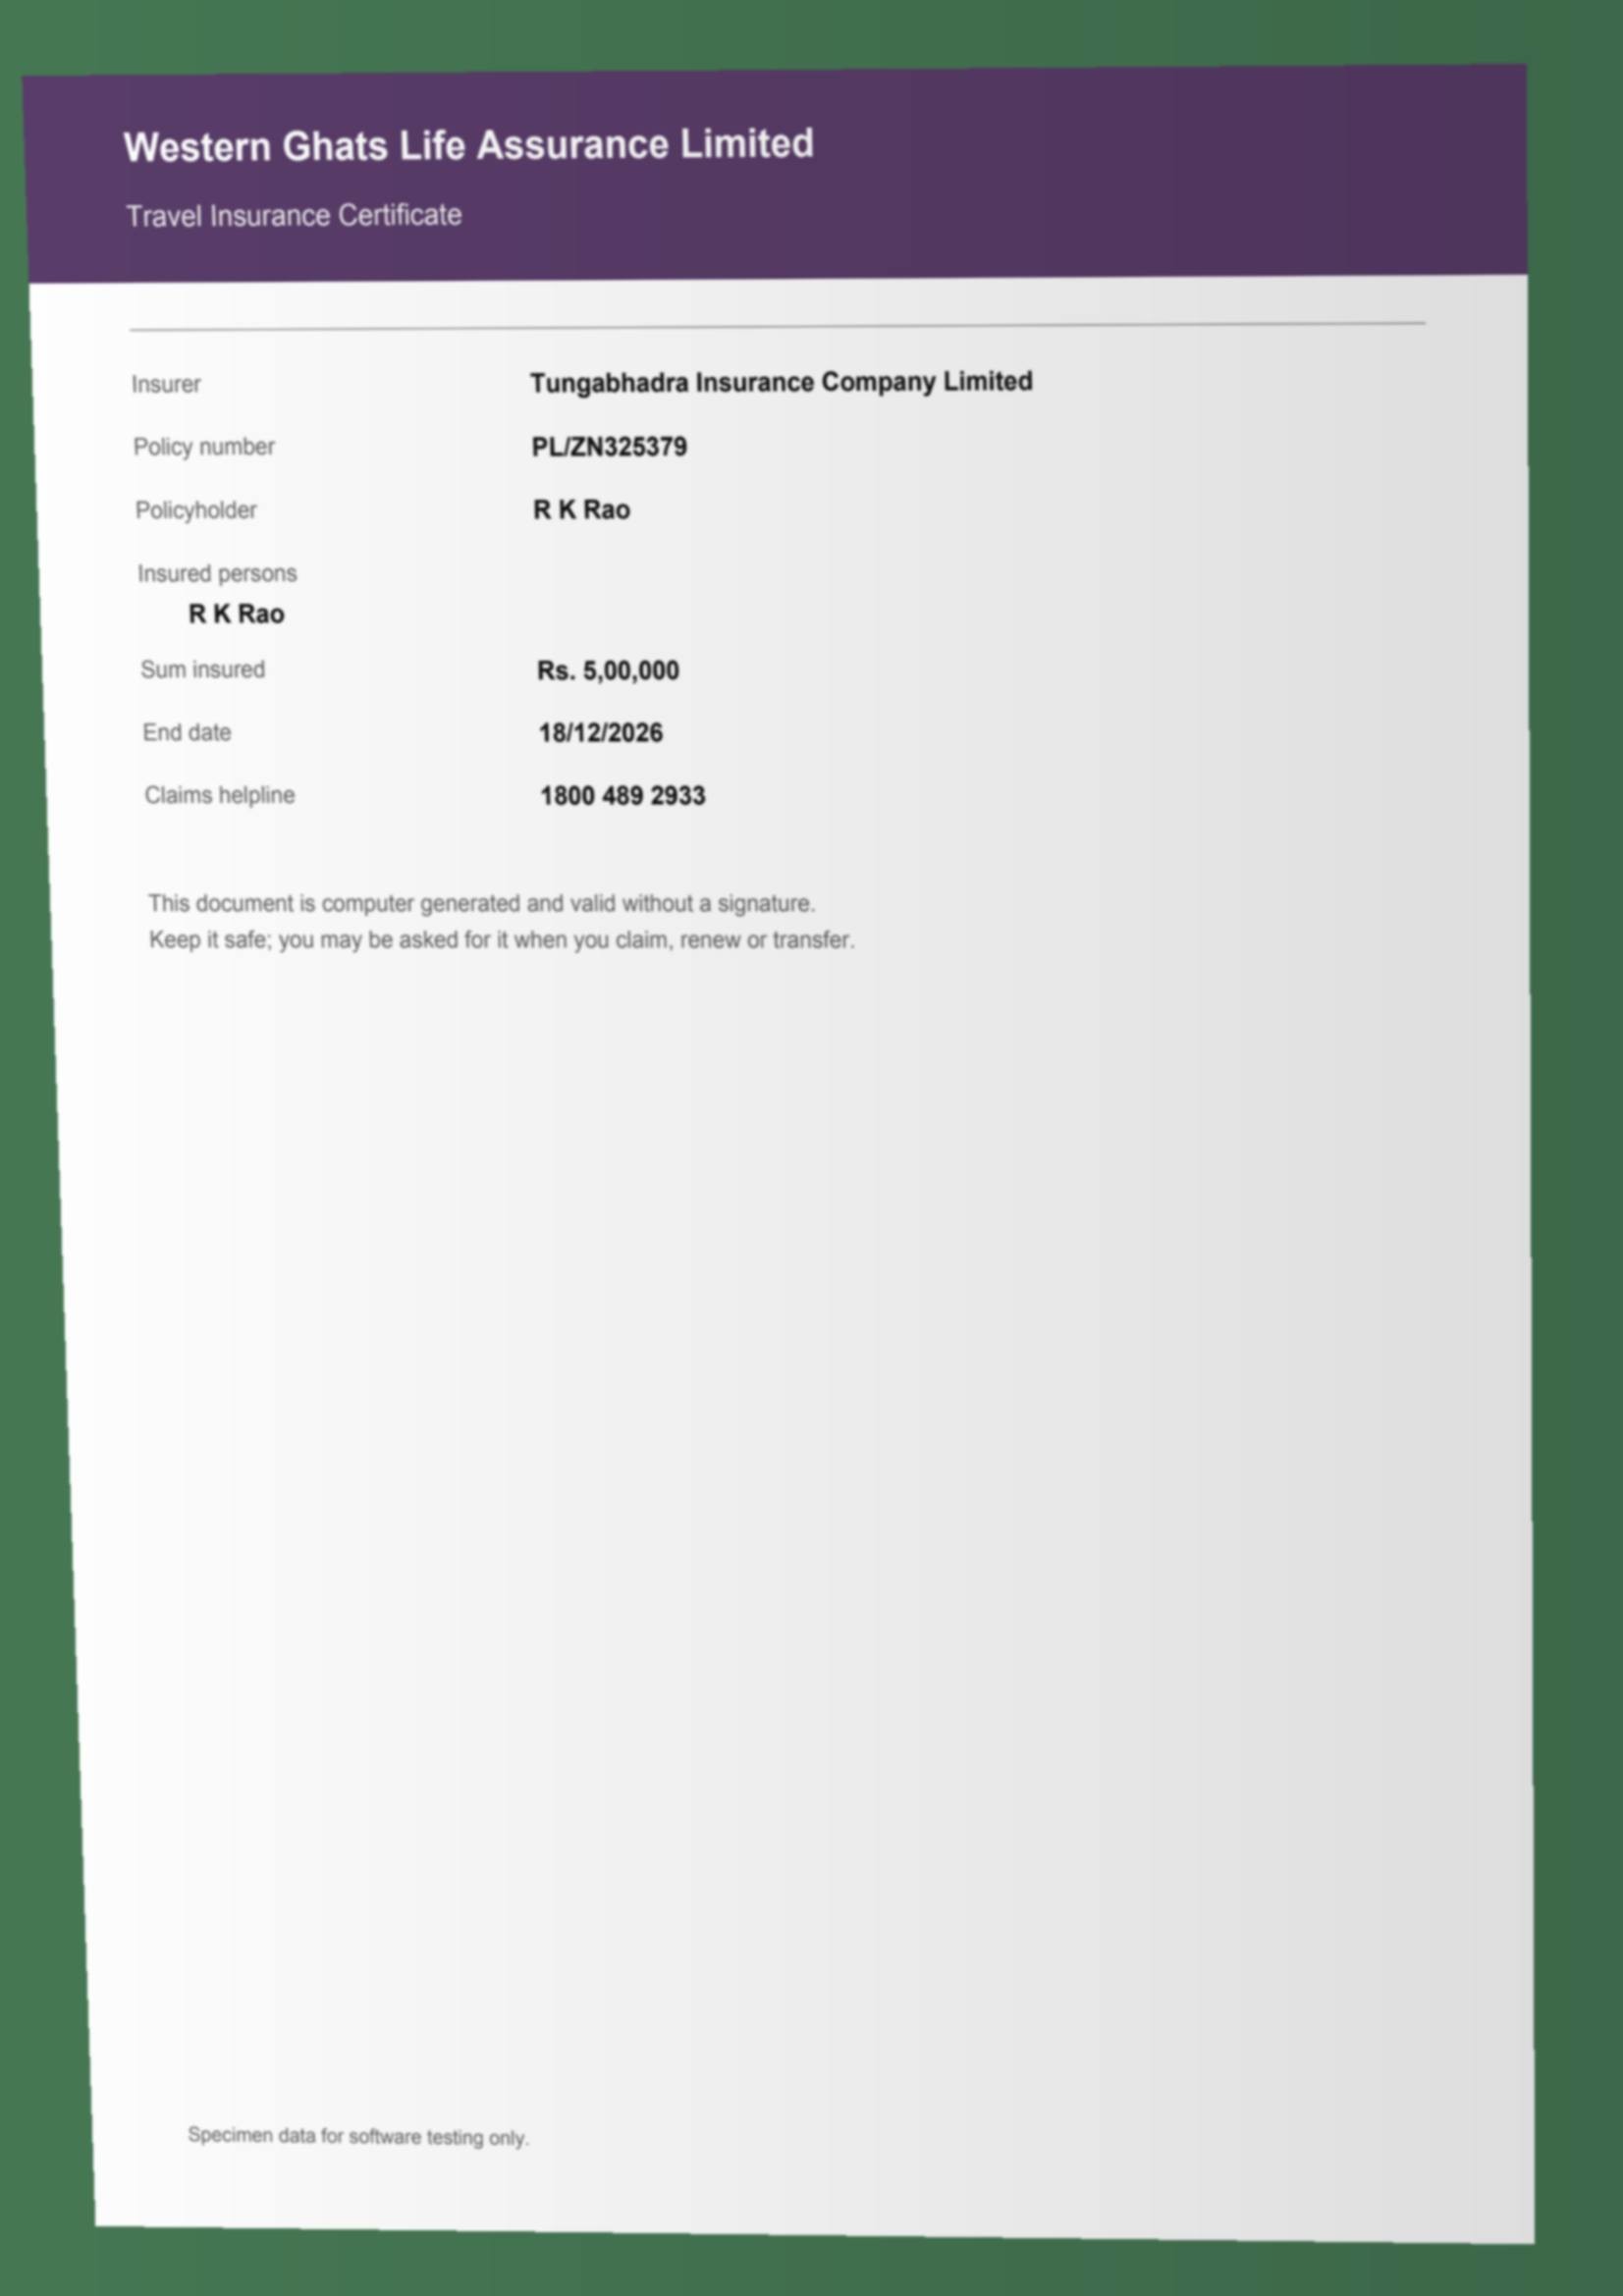 Western Ghats Life Assurance Limited
Travel Insurance Certificate
Insurer Tungabhadra Insurance Company Limited
Policy number PL/ZN325379
Policyholder R K Rao
Insured persons
R K Rao
Sum insured Rs. 5,00,000
End date 18/12/2026
Claims helpline 1800 489 2933
This document is computer generated and valid without a signature.
Keep it safe; you may be asked for it when you claim, renew or transfer.
Specimen data for software testing only.